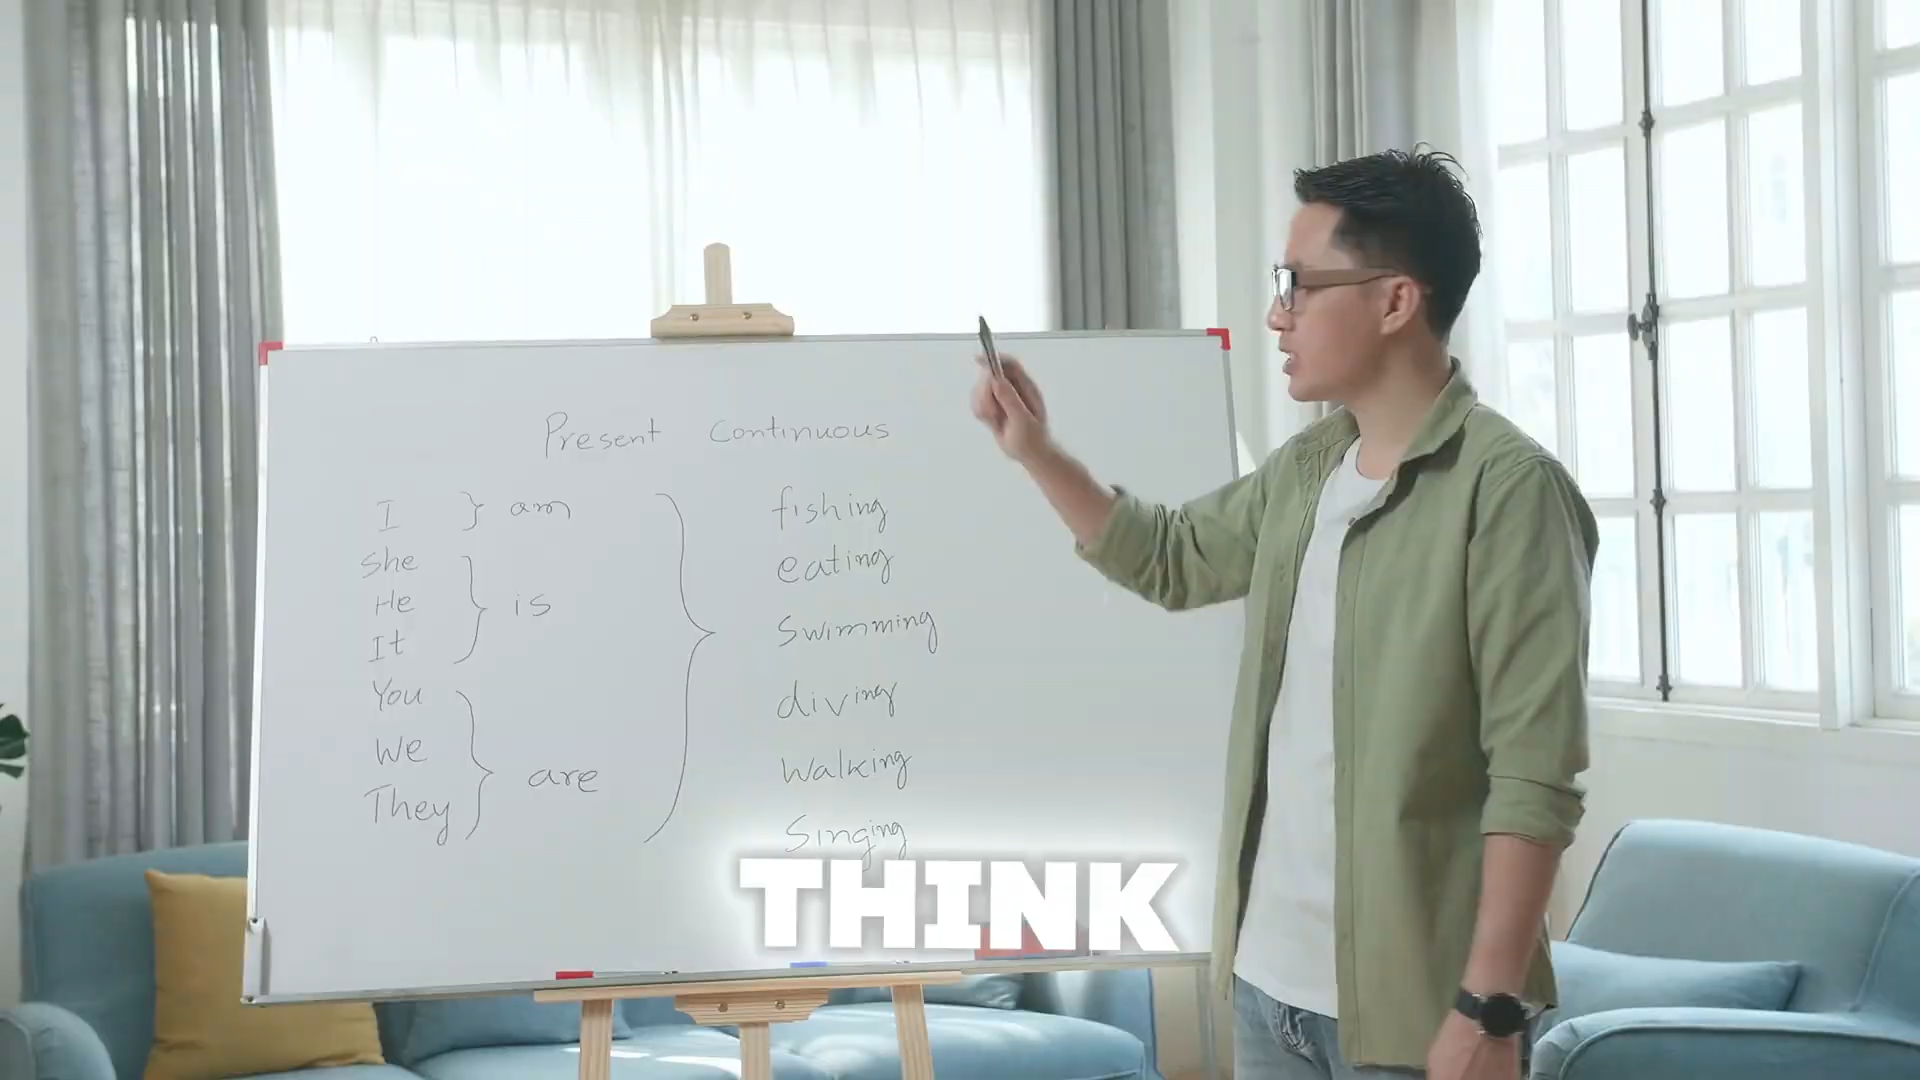 Present Continuous
I } am
fishing
She
eating
He
is
It
swimming
You
diving
We
walking
They
are
Singing
THINK